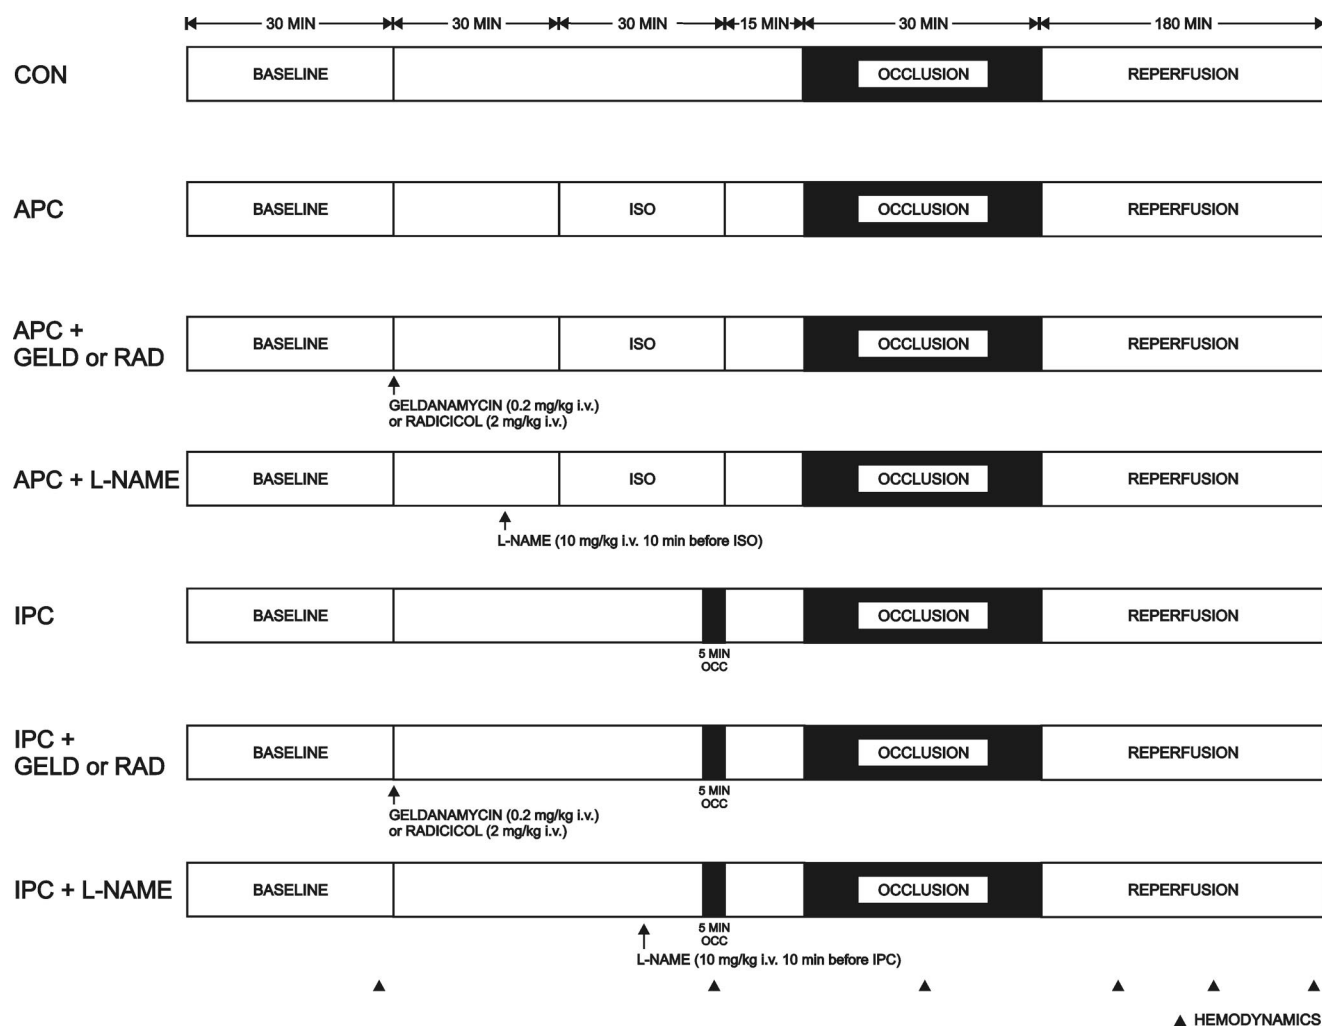 30 MIN 30 MIN 30 MIN 15 MIN 30 MIN 180 MIN
CON BASELINE OCCLUSION REPERFUSION
APC BASELINE ISO OCCLUSION REPERFUSION
APC +
GELD or RAD BASELINE ISO OCCLUSION REPERFUSION
GELDANAMYCIN (0.2 mg/kg i.v.)
or RADICICOL (2 mg/kg i.v.)
APC + L-NAME BASELINE ISO OCCLUSION REPERFUSION
L-NAME (10 mg/kg i.v. 10 min before ISO)
IPC BASELINE OCCLUSION REPERFUSION
5 MIN
OCC
IPC +
GELD or RAD BASELINE OCCLUSION REPERFUSION
5 MIN
OCC
GELDANAMYCIN (0.2 mg/kg i.v.)
or RADICICOL (2 mg/kg i.v.)
IPC + L-NAME BASELINE OCCLUSION REPERFUSION
5 MIN
OCC
L-NAME (10 mg/kg i.v. 10 min before IPC)
HEMODYNAMICS